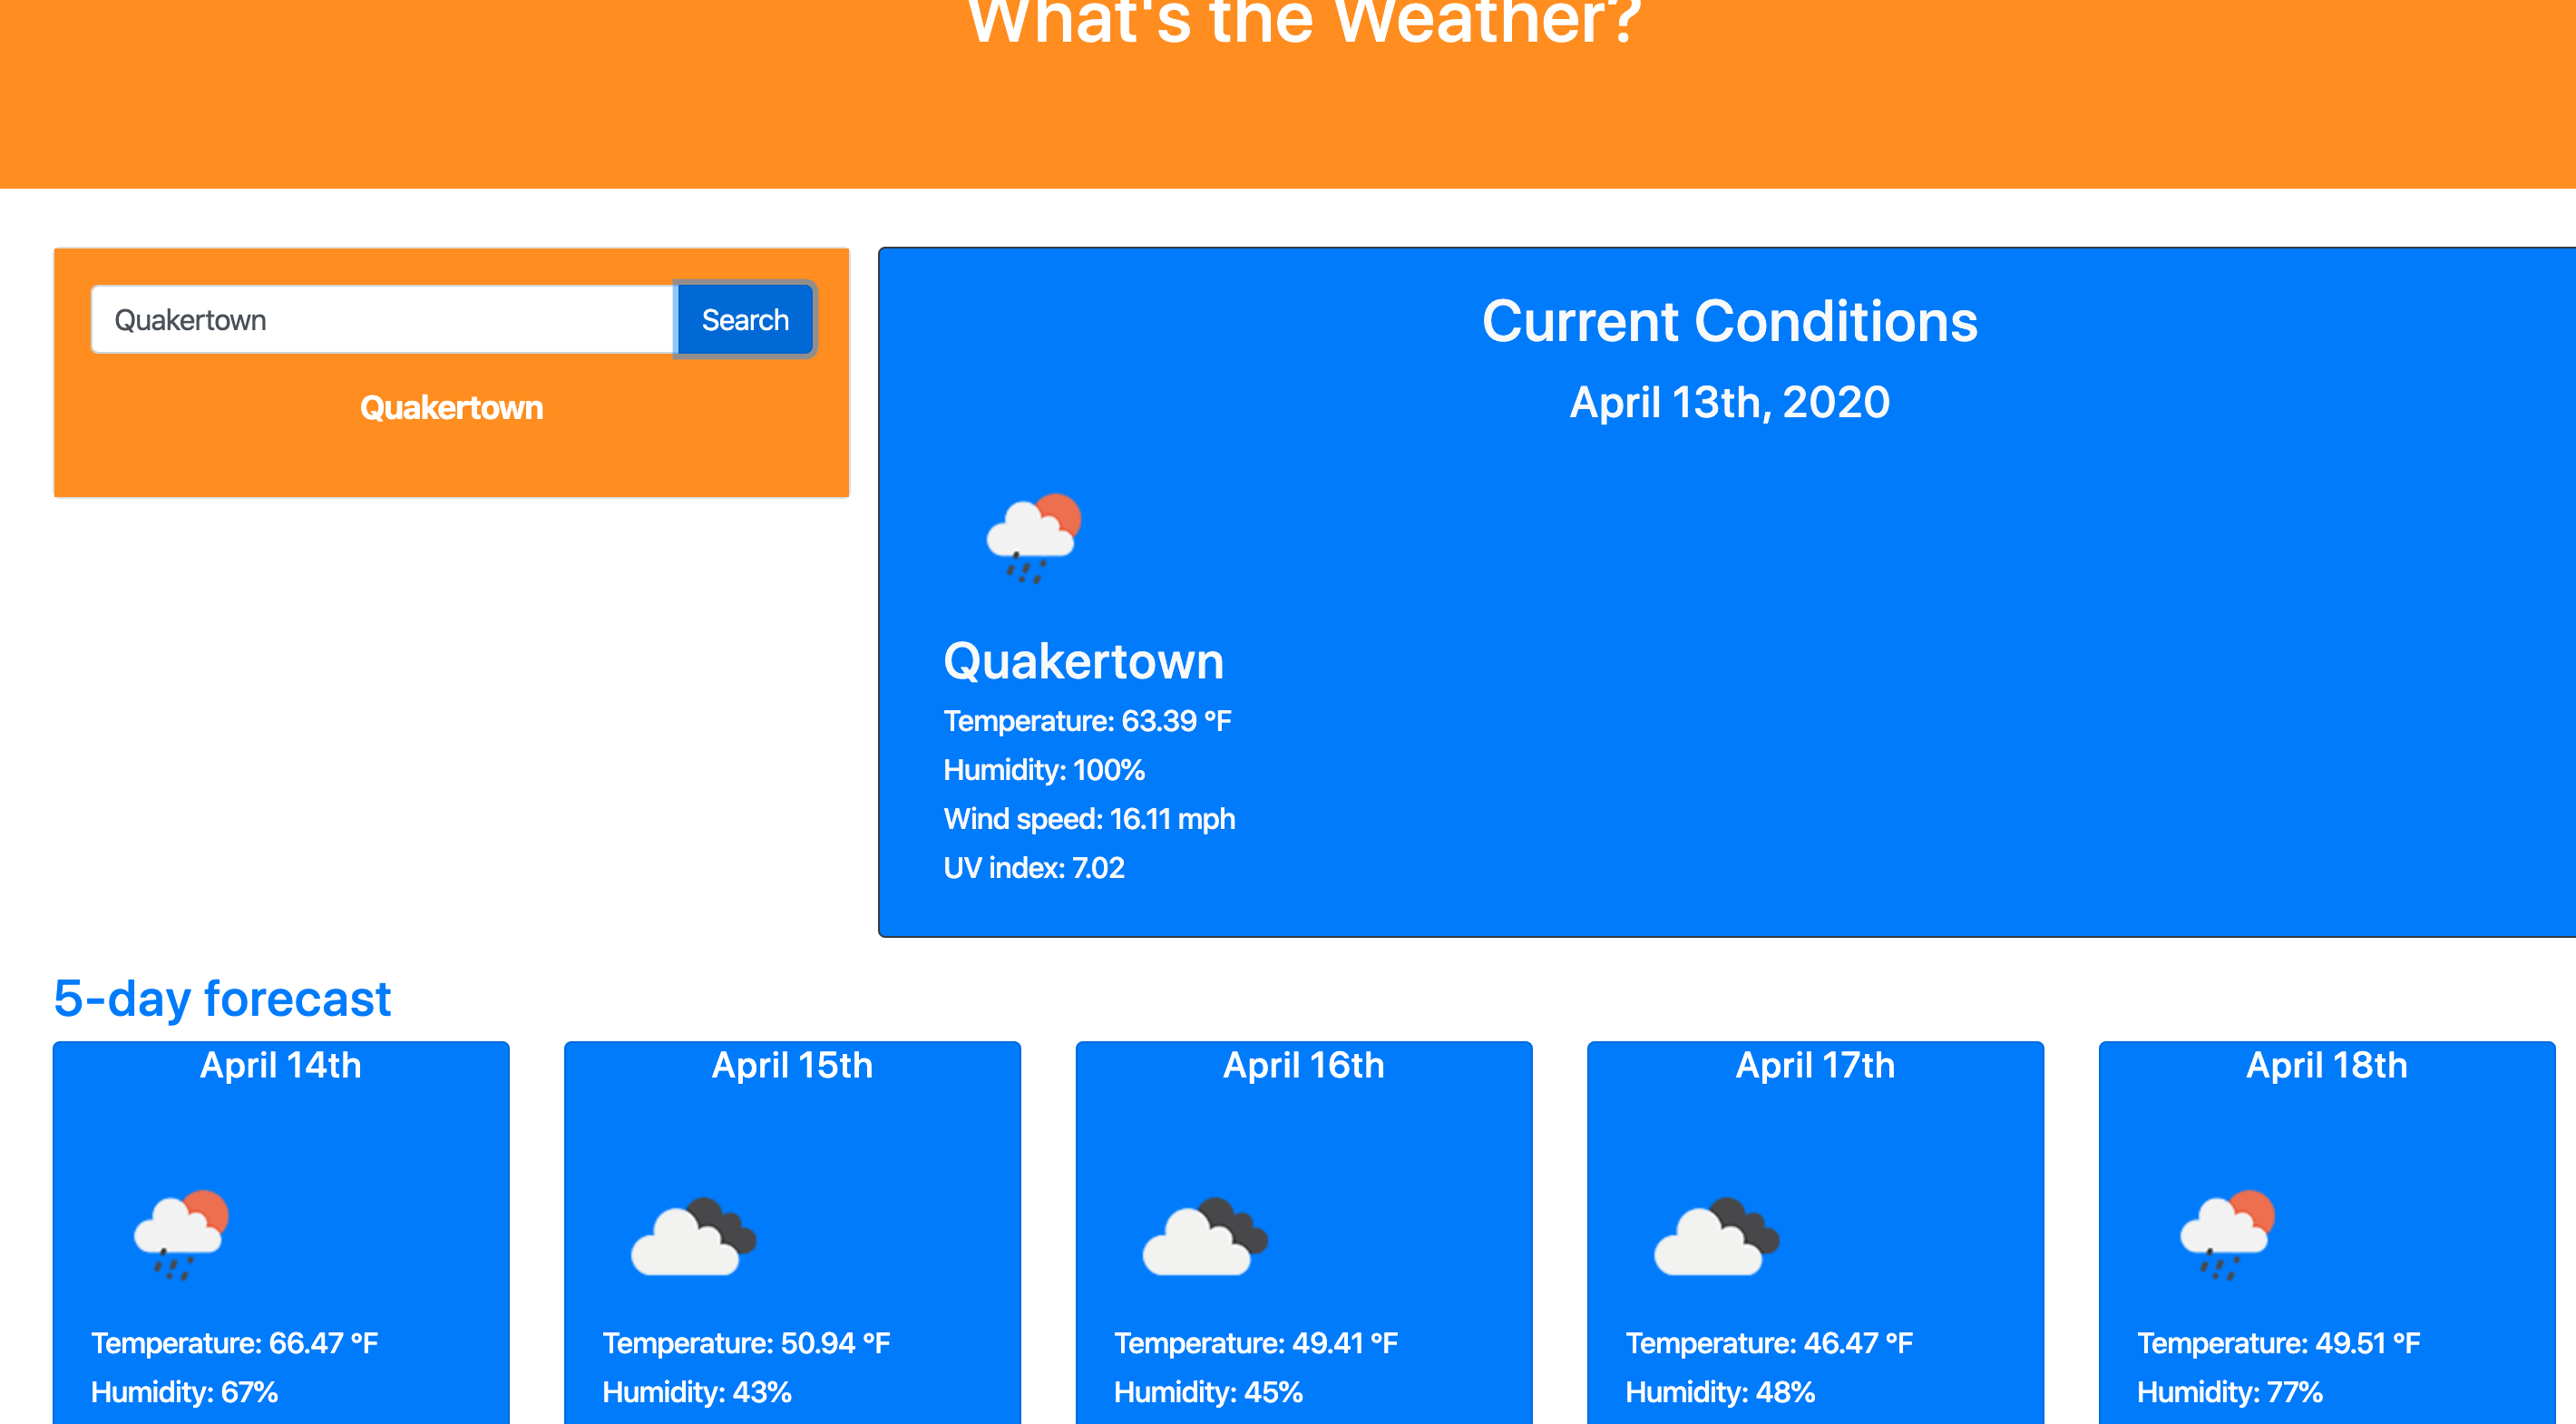 What's the Weather?
Quakertown
Search
Quakertown
Current Conditions
April 13th, 2020
Quakertown
Temperature: 63.39 °F
Humidity: 100%
Wind speed: 16.11 mph
UV index: 7.02
5-day forecast
April 14th
Temperature: 66.47 °F
Humidity: 67%
April 15th
Temperature: 50.94 °F
Humidity: 43%
April 16th
Temperature: 49.41 °F
Humidity: 45%
April 17th
Temperature: 46.47 °F
Humidity: 48%
April 18th
Temperature: 49.51 °F
Humidity: 77%